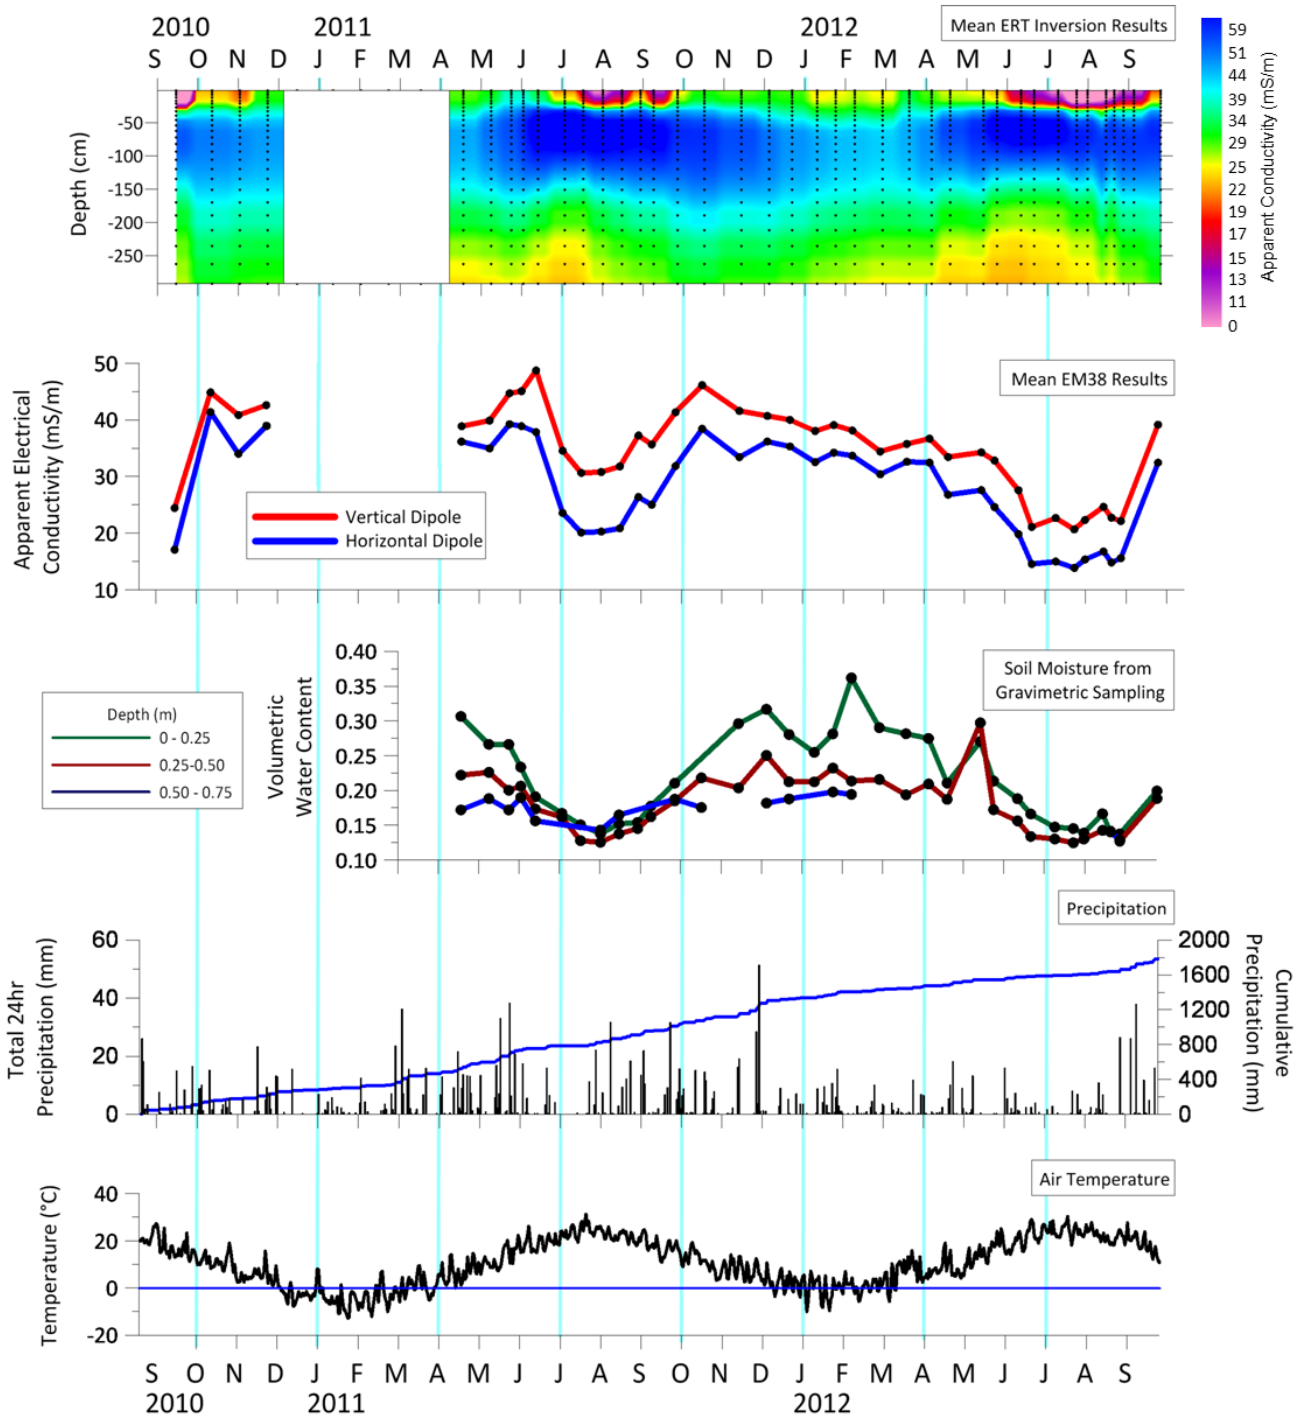 2010 2011 2012
Mean ERT Inversion Results
S O N D J F M A M J J A S O N D J F M A M J J A S
Depth (cm)
-50
-100
-150
-200
-250
59
51
44
39
34
29
25
22
19
17
15
13
11
0
Apparent Conductivity (mS/m)
Mean EM38 Results
Apparent Electrical
Conductivity (mS/m)
50
40
30
20
10
Vertical Dipole
Horizontal Dipole
Soil Moisture from
Gravimetric Sampling
Depth (m)
0 - 0.25
0.25-0.50
0.50 - 0.75
Volumetric
Water Content
0.40
0.35
0.30
0.25
0.20
0.15
0.10
Precipitation
Total 24hr
Precipitation (mm)
60
40
20
0
2000
1600
1200
800
400
0
Cumulative
Precipitation (mm)
Air Temperature
Temperature (°C)
40
20
0
-20
S O N D J F M A M J J A S O N D J F M A M J J A S
2010 2011 2012